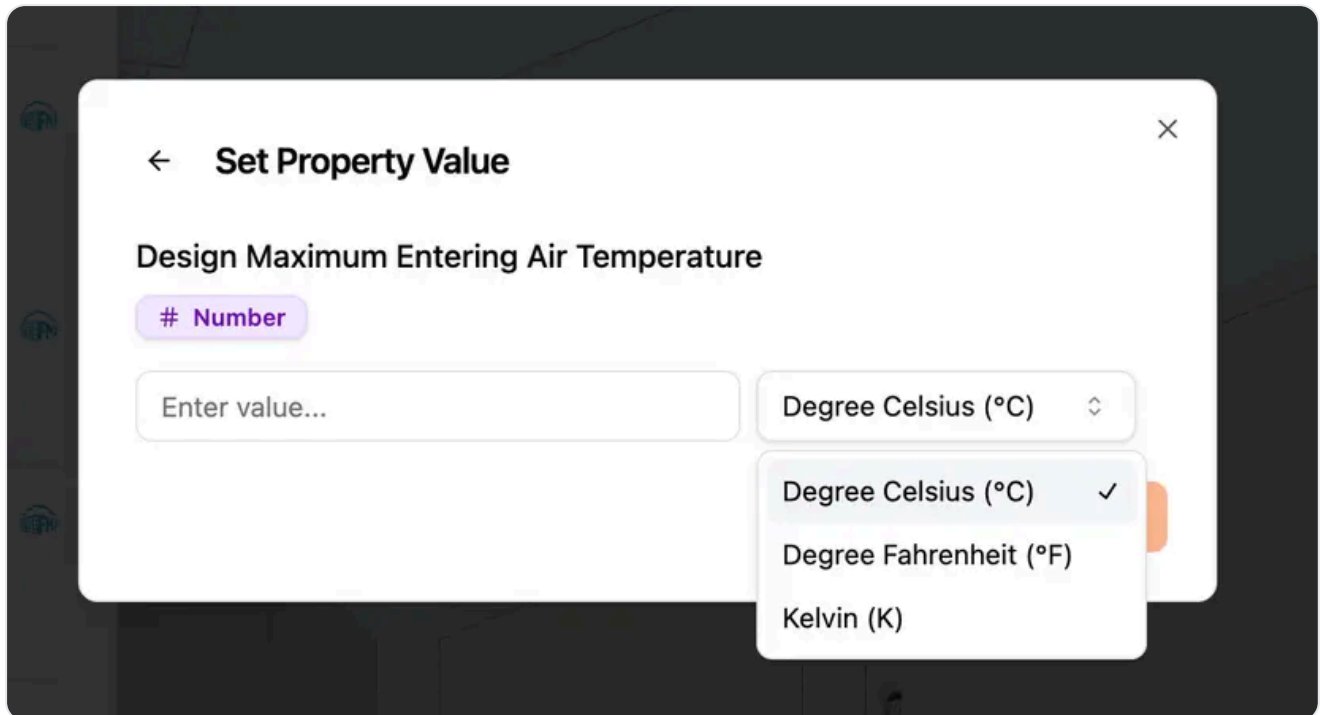 Set Property Value
Design Maximum Entering Air Temperature
# Number
Enter value...
Degree Celsius (°C)
Degree Celsius (°C)
Degree Fahrenheit (°F)
Kelvin (K)